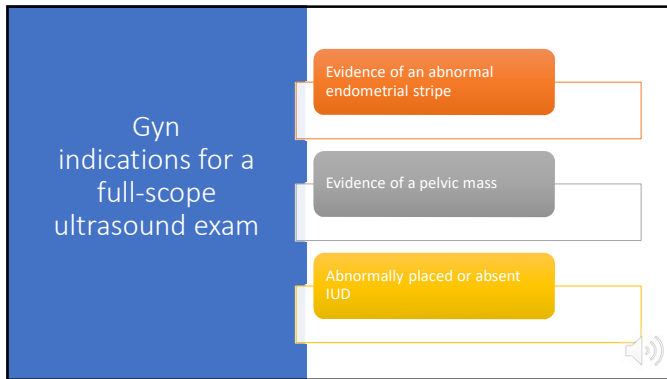 Gyn
indications for a
full-scope
ultrasound exam
Evidence of an abnormal
endometrial stripe
Evidence of a pelvic mass
Abnormally placed or absent
IUD